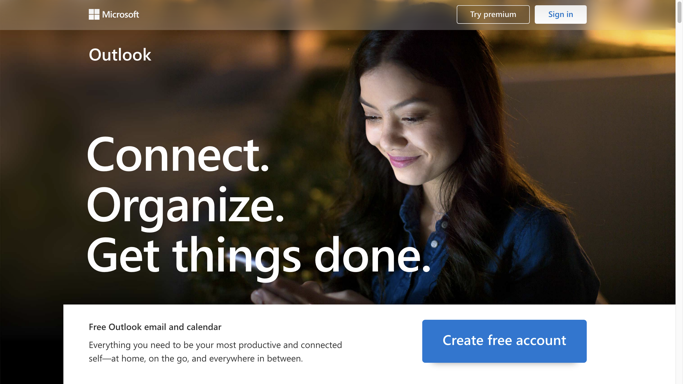 Microsoft
Try premium
Sign in
Outlook
Connect.
Organize.
Get things done.
Free Outlook email and calendar
Everything you need to be your most productive and connected
self—at home, on the go, and everywhere in between.
Create free account